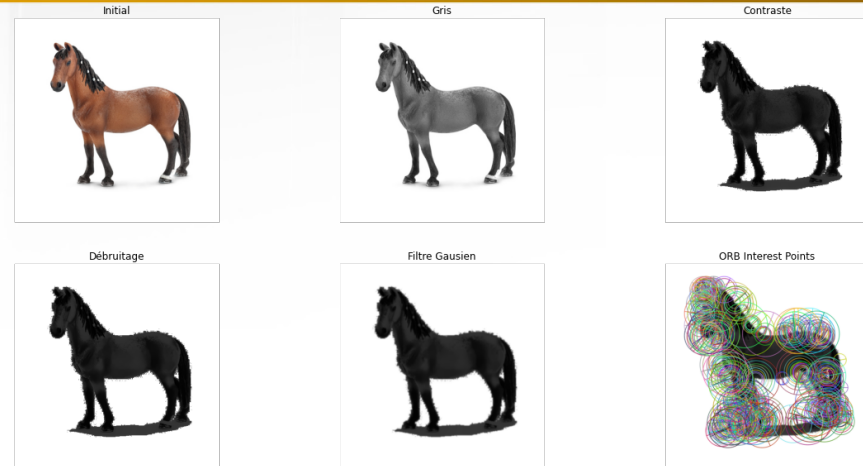 Initial
Gris
Contraste
Débruitage
Filtre Gausien
ORB Interest Points